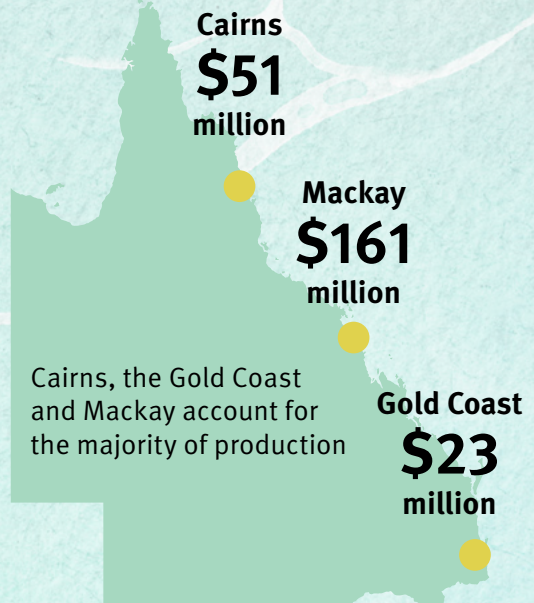 Cairns
$51
million
Mackay
$161
million
Cairns, the Gold Coast
and Mackay account for
the majority of production
Gold Coast
$23
million